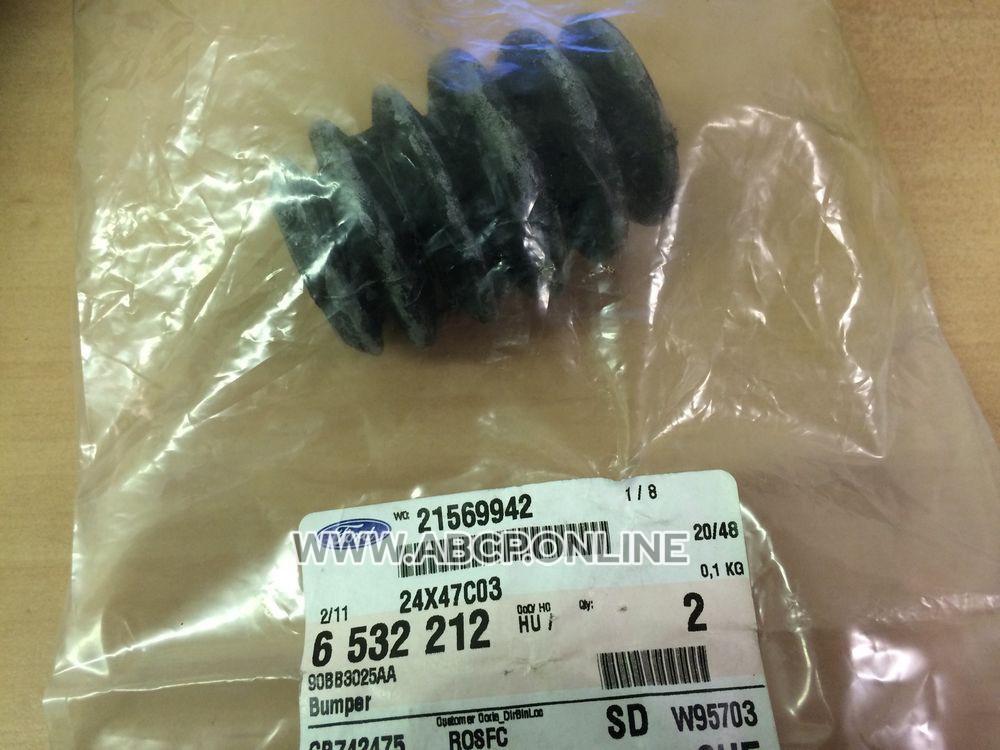 WO: 21569942
1 / 8
Ford
WWW.ABCP.ONLINE
20/48
0,1 KG
2/11
24X47C03
6 532 212
HU /
Qty:
2
90BB3025AA
Bumper
SD
W95703
Customer Code_DirBinLoc
ROSFC